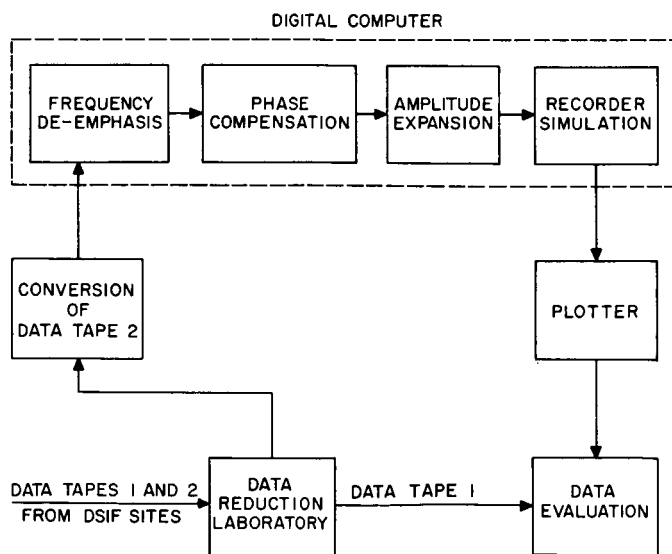 DIGITAL COMPUTER
FREQUENCY
DE-EMPHASIS
PHASE
COMPENSATION
AMPLITUDE
EXPANSION
RECORDER
SIMULATION
CONVERSION
OF
DATA TAPE 2
PLOTTER
DATA TAPES 1 AND 2
FROM DSIF SITES
DATA
REDUCTION
LABORATORY
DATA TAPE 1
DATA
EVALUATION